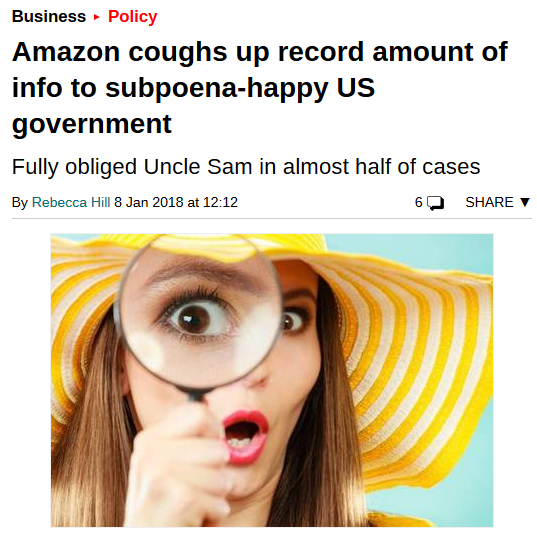 Business ▸ Policy
Amazon coughs up record amount of
info to subpoena-happy US
government
Fully obliged Uncle Sam in almost half of cases
By Rebecca Hill 8 Jan 2018 at 12:12 6 SHARE ▼